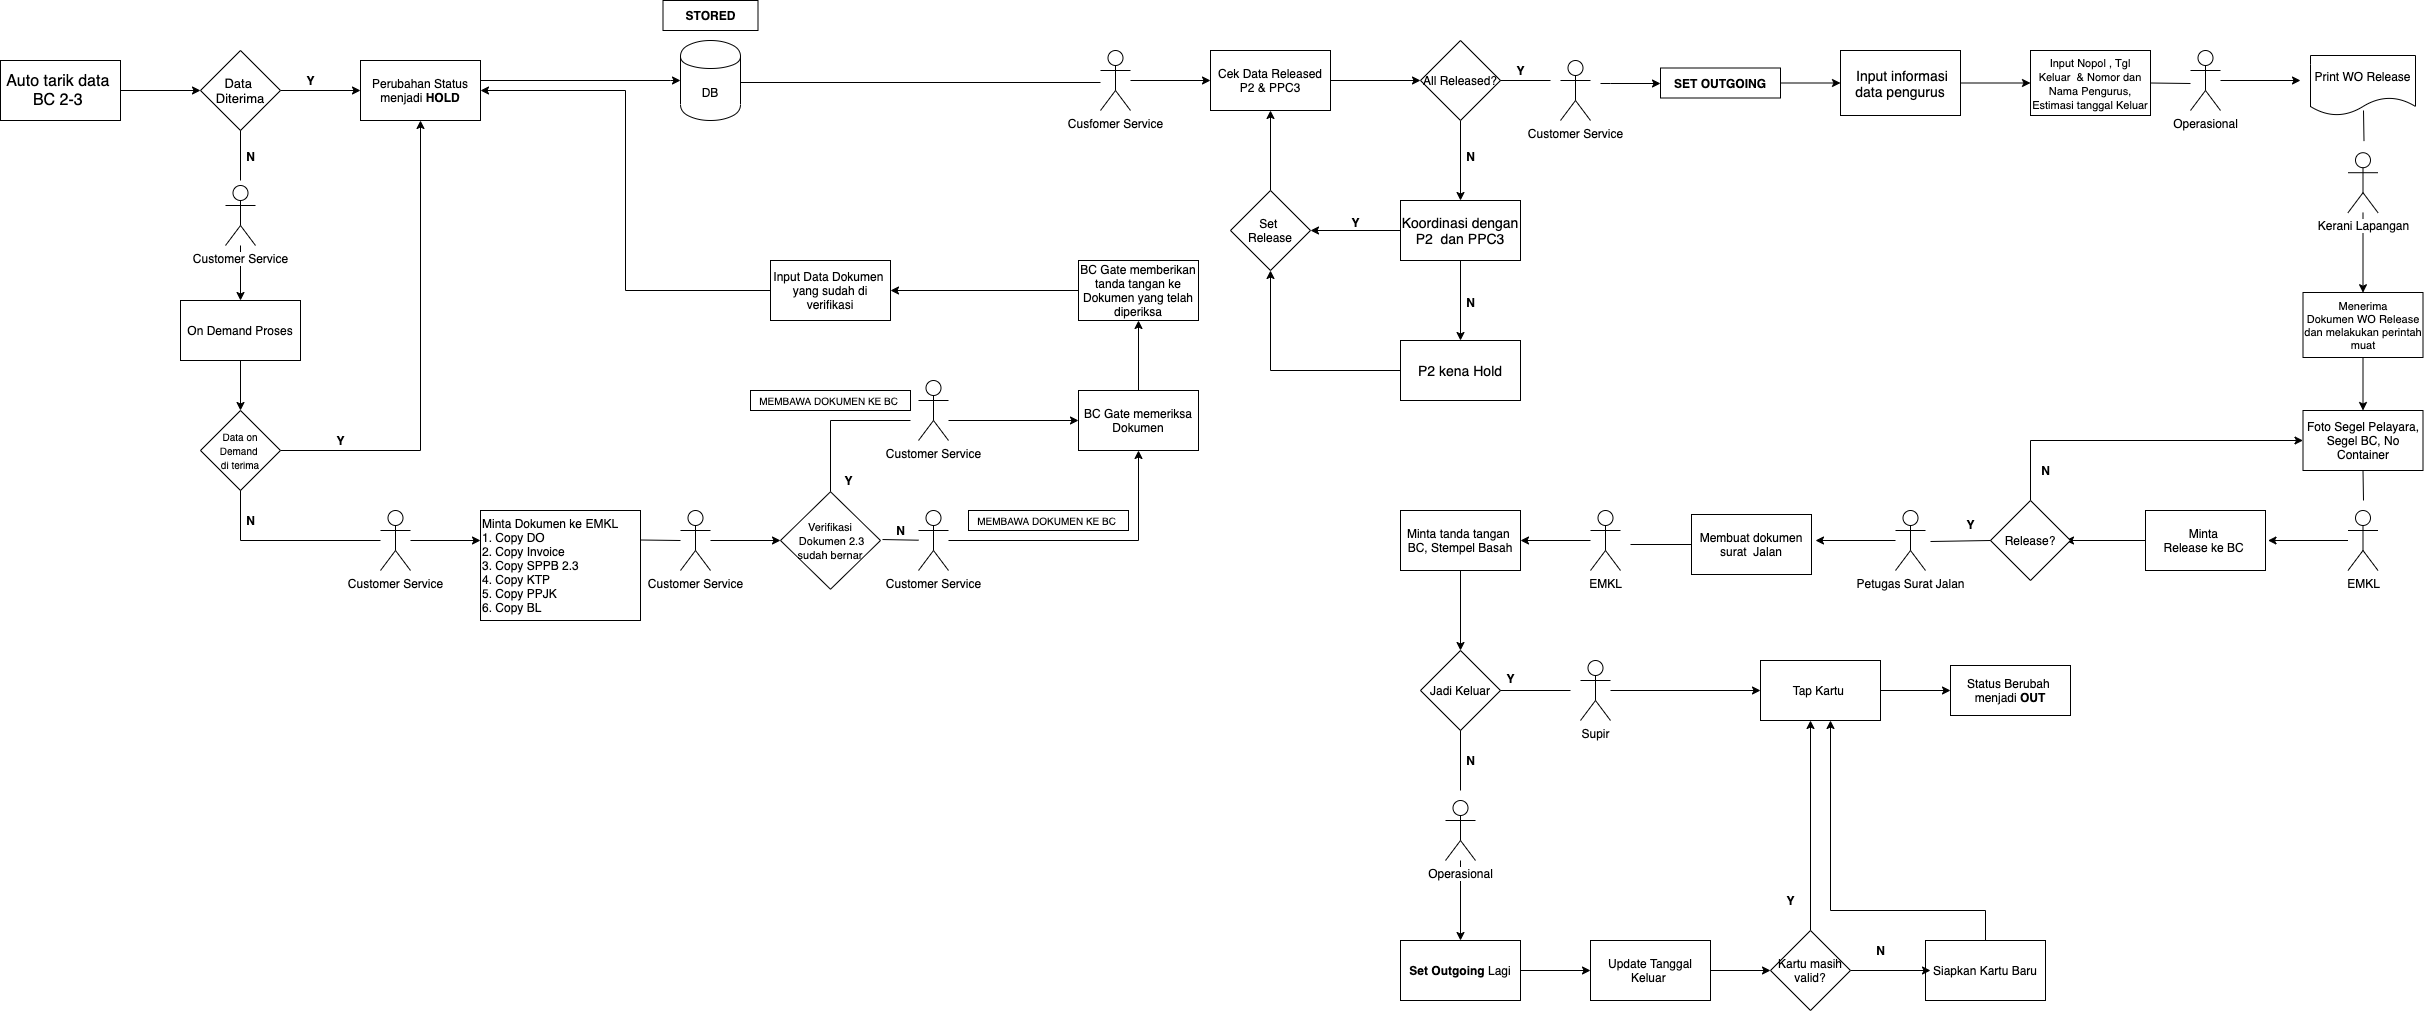 STORED
Auto tarik data
BC 2-3
Data
Diterima
Y
Perubahan Status
menjadi HOLD
DB
Cusfomer Service
Cek Data Released
P2 & PPC3
All Released?
Y
Customer Service
SET OUTGOING
Input informasi
data pengurus
Input Nopol , Tgl
Keluar & Nomor dan
Nama Pengurus,
Estimasi tanggal Keluar
Operasional
Print WO Release
N
Customer Service
On Demand Proses
Data on
Demand
di terima
Y
N
Customer Service
Minta Dokumen ke EMKL
1. Copy DO
2. Copy Invoice
3. Copy SPPB 2.3
4. Copy KTP
5. Copy PPJK
6. Copy BL
Customer Service
Verifikasi
Dokumen 2.3
sudah bernar
Y
MEMBAWA DOKUMEN KE BC
Customer Service
N
Customer Service
MEMBAWA DOKUMEN KE BC
BC Gate memeriksa
Dokumen
BC Gate memberikan
tanda tangan ke
Dokumen yang telah
diperiksa
Input Data Dokumen
yang sudah di
verifikasi
N
Koordinasi dengan
P2 dan PPC3
Y
Set
Release
N
P2 kena Hold
Kerani Lapangan
Menerima
Dokumen WO Release
dan melakukan perintah
muat
Foto Segel Pelayara,
Segel BC, No
Container
EMKL
Minta
Release ke BC
Release?
N
Y
Petugas Surat Jalan
Membuat dokumen
surat Jalan
EMKL
Minta tanda tangan
BC, Stempel Basah
Jadi Keluar
Y
Supir
Tap Kartu
Status Berubah
menjadi OUT
N
Operasional
Set Outgoing Lagi
Update Tanggal
Keluar
Kartu masih
valid?
Y
N
Siapkan Kartu Baru